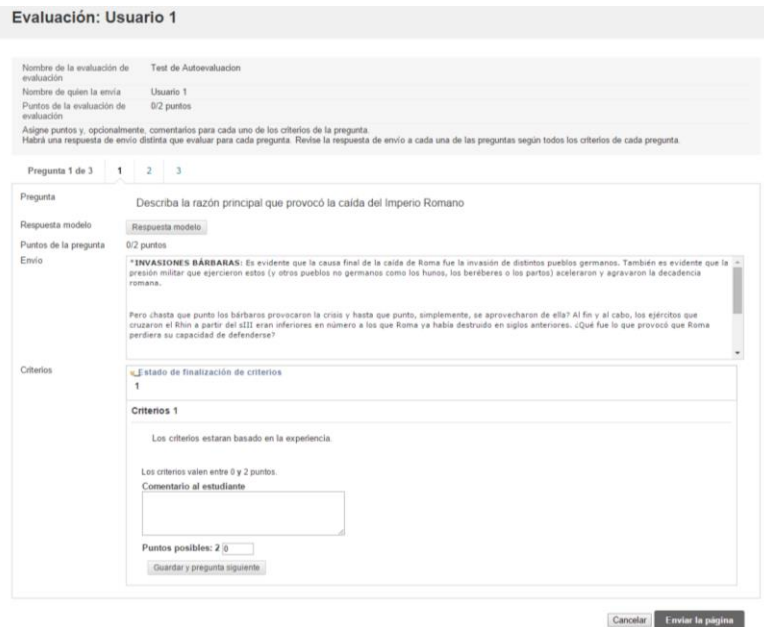 Evaluación: Usuario 1
Nombre de la evaluación de Test de Autoevaluacion
evaluación
Nombre de quien la envía Usuario 1
Puntos de la evaluación de 0/2 puntos
evaluación
Asigne puntos y, opcionalmente, comentarios para cada uno de los criterios de la pregunta.
Habrá una respuesta de envío distinta que evaluar para cada pregunta. Revise la respuesta de envío a cada una de las preguntas según todos los criterios de cada pregunta.
Pregunta 1 de 3 1 2 3
Pregunta Describa la razón principal que provocó la caída del Imperio Romano
Respuesta modelo Respuesta modelo
Puntos de la pregunta 0/2 puntos
Envío "INVASIONES BÁRBARAS: Es evidente que la causa final de la caída de Roma fue la invasión de distintos pueblos germanos. También es evidente que la
presión militar que ejercieron estos (y otros pueblos no germanos como los hunos, los beréberes o los partos) aceleraron y agravaron la decadencia
romana.
Pero ¿hasta que punto los bárbaros provocaron la crisis y hasta que punto, simplemente, se aprovecharon de ella? Al fin y al cabo, los ejércitos que
cruzaron el Rhin a partir del sIII eran inferiores en número a los que Roma ya había destruido en siglos anteriores. ¿Qué fue lo que provocó que Roma
perdiera su capacidad de defenderse?
Criterios Estado de finalización de criterios
1
Criterios 1
Los criterios estaran basado en la experiencia.
Los criterios valen entre 0 y 2 puntos.
Comentario al estudiante
Puntos posibles: 2 0
Guardar y pregunta siguiente
Cancelar Enviar la página